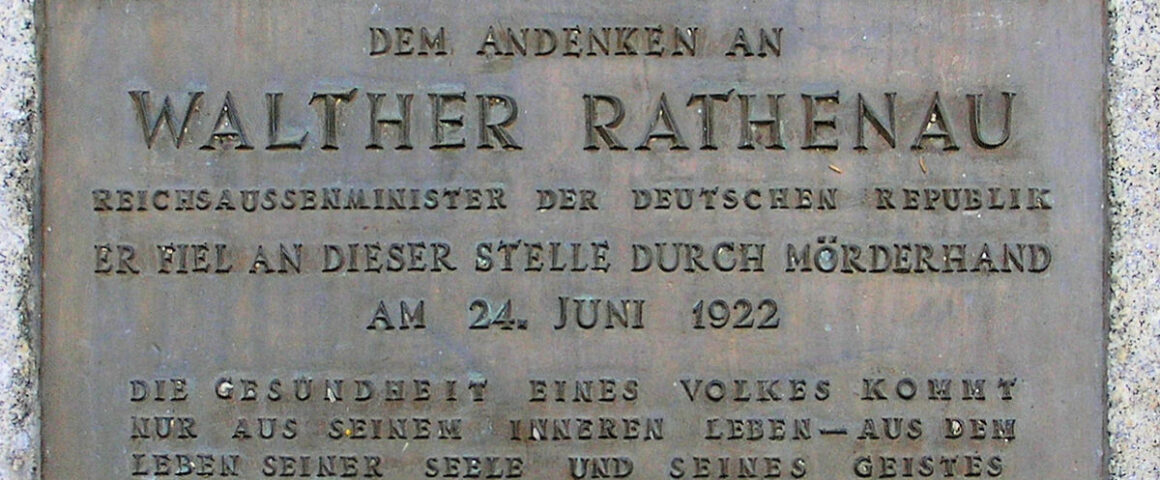 DEM ANDENKEN AN
WALTHER RATHENAU
REICHSAUSSENMINISTER DER DEUTSCHEN REPUBLIK
ER FIEL AN DIESER STELLE DURCH MÖRDERHAND
AM 24. JUNI 1922
DIE GESUNDHEIT EINES VOLKES KOMMT
NUR AUS SEINEM INNEREN LEBEN—AUS DEM
LEBEN SEINER SEELE UND SEINES GEISTES